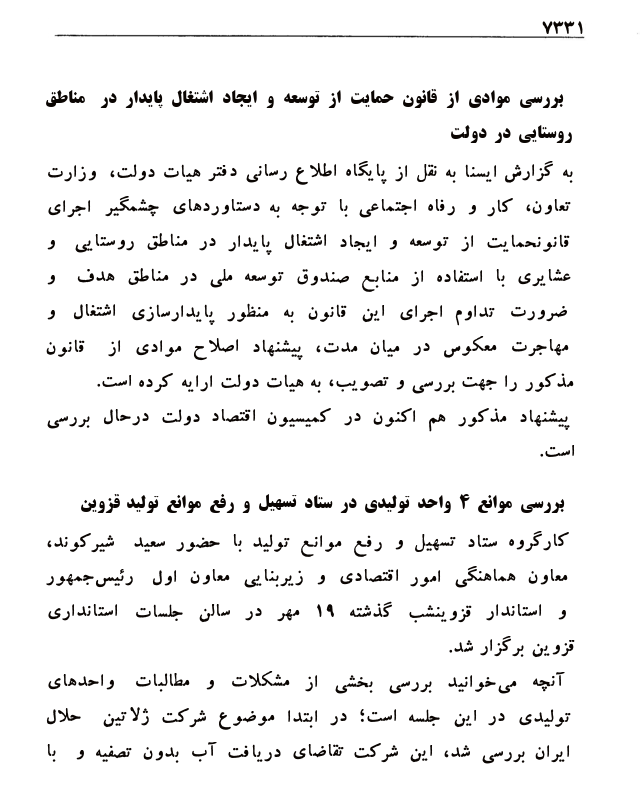 ۷۳۳۱
بررسی موادی از قانون حمایت از توسعه و ایجاد اشتغال پایدار در مناطق
روستایی در دولت
به گزارش ایسنا به نقل از پایگاه اطلاع رسانی دفتر هیات دولت، وزارت
تعاون، کار و رفاه اجتماعی با توجه به دستاوردهای چشمگیر اجرای
قانونحمایت از توسعه و ایجاد اشتغال پایدار در مناطق روستایی و
عشایری با استفاده از منابع صندوق توسعه ملی در مناطق هدف و
ضرورت تداوم اجرای این قانون به منظور پایدارسازی اشتغال و
مهاجرت معکوس در میان مدت، پیشنهاد اصلاح موادی از قانون
مذکور را جهت بررسی و تصویب، به هیات دولت ارایه کرده است.
پیشنهاد مذکور هم اکنون در کمیسیون اقتصاد دولت درحال بررسی
است.
بررسی موانع ۴ واحد تولیدی در ستاد تسهیل و رفع موانع تولید قزوین
کارگروه ستاد تسهیل و رفع موانع تولید با حضور سعید شیرکوند،
معاون هماهنگی امور اقتصادی و زیربنایی معاون اول رئیس‌جمهور
و استاندار قزوینشب گذشته ۱۹ مهر در سالن جلسات استانداری
قزوین برگزار شد.
آنچه می‌خوانید بررسی بخشی از مشکلات و مطالبات واحدهای
تولیدی در این جلسه است؛ در ابتدا موضوع شرکت ژلاتین حلال
ایران بررسی شد، این شرکت تقاضای دریافت آب بدون تصفیه و با